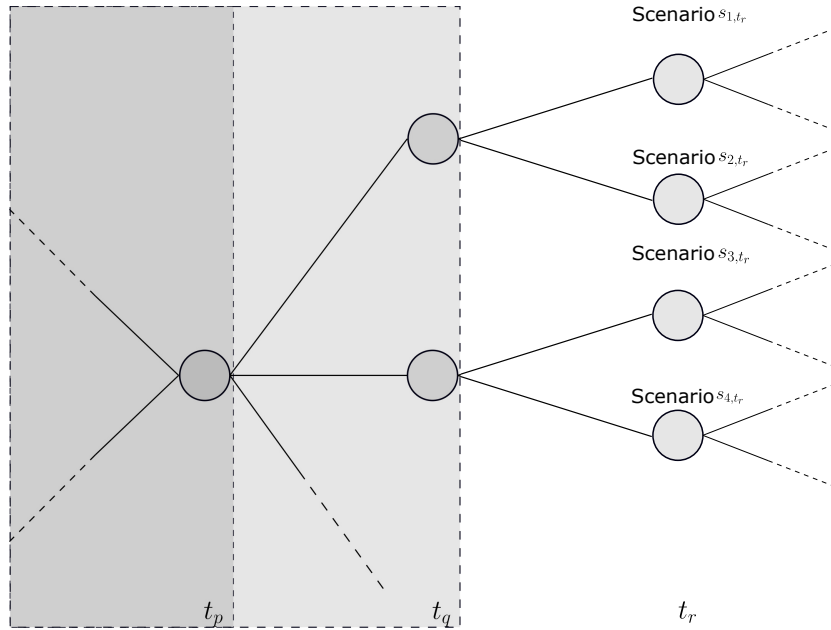 Scenario s_{1,t_r}
Scenario s_{2,t_r}
Scenario s_{3,t_r}
Scenario s_{4,t_r}
t_p
t_q
t_r